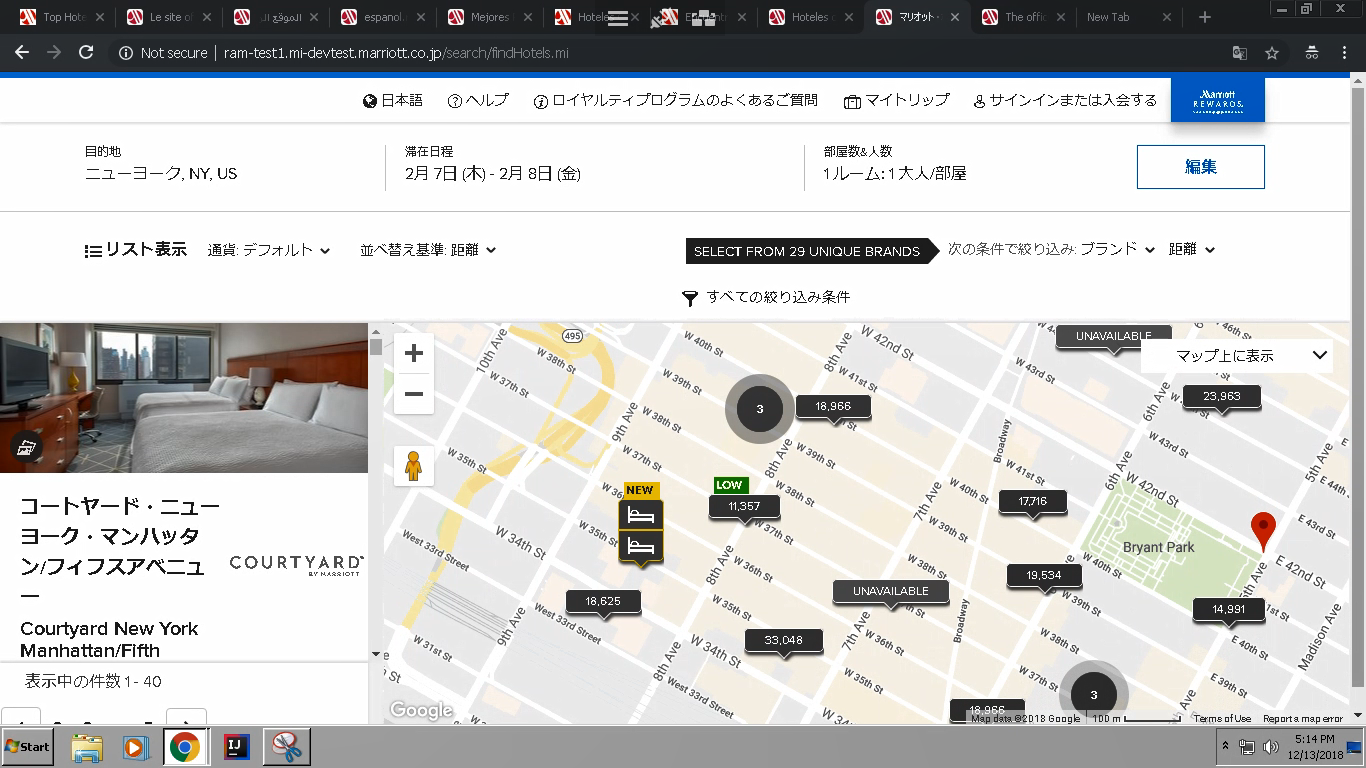 Top Hote
Le site of
الموقع ال
espanol.
Mejores
Hoteles
Encuentr
Hoteles d
マリオット・
The offic
New Tab
Not secure | ram-test1.mi-devtest.marriott.co.jp/search/findHotels.mi
日本語
ヘルプ
ロイヤルティプログラムのよくあるご質問
マイトリップ
サインインまたは入会する
Marriott
REWARDS.
目的地
ニューヨーク, NY, US
滞在日程
2月 7日 (木) - 2月 8日 (金)
部屋数&人数
1 ルーム: 1 大人/部屋
編集
リスト表示
通貨: デフォルト
並べ替え基準: 距離
SELECT FROM 29 UNIQUE BRANDS
次の条件で絞り込み: ブランド
距離
すべての絞り込み条件
コートヤード・ニュー
ヨーク・マンハッタ
ン/フィフスアベニュ
ー
COURTYARD
BY MARRIOTT
Courtyard New York
Manhattan/Fifth
表示中の件数 1 - 40
+
−
495
10th Ave
W 40th St
W 42nd St
UNAVAILABLE
W 46th St
マップ上に表示
W 38th St
W 37th St
W 39th St
8th Ave
W 41st St
W 43rd St
6th Ave
5th Ave
3
18,966
23,963
9th Ave
W 38th St
W 36th St
W 35th St
W 37th St
8th Ave
W 39th St
Broadway
W 43rd St
E 44th St
W 41st St
6th Ave
W 42nd St
NEW
LOW
11,357
W 38th St
7th Ave
W 40th St
17,716
E 43rd St
W 34th St
West 33rd St
W 39th St
Bryant Park
8th Ave
W 36th St
19,534
W 40th St
E 42nd St
5th Ave
UNAVAILABLE
18,625
W 35th St
West 33rd Street
Broadway
14,991
9th Ave
33,048
7th Ave
W 36th St
W 38th St
E 40th St
Madison Ave
W 31st St
W 34th St
8th Ave
W 35th St
W 37th St
E 39th St
West 33rd St
3
18,966
Google
Map data ©2018 Google
100 m
Terms of Use
Report a map error
Start
5:14 PM
12/13/2018